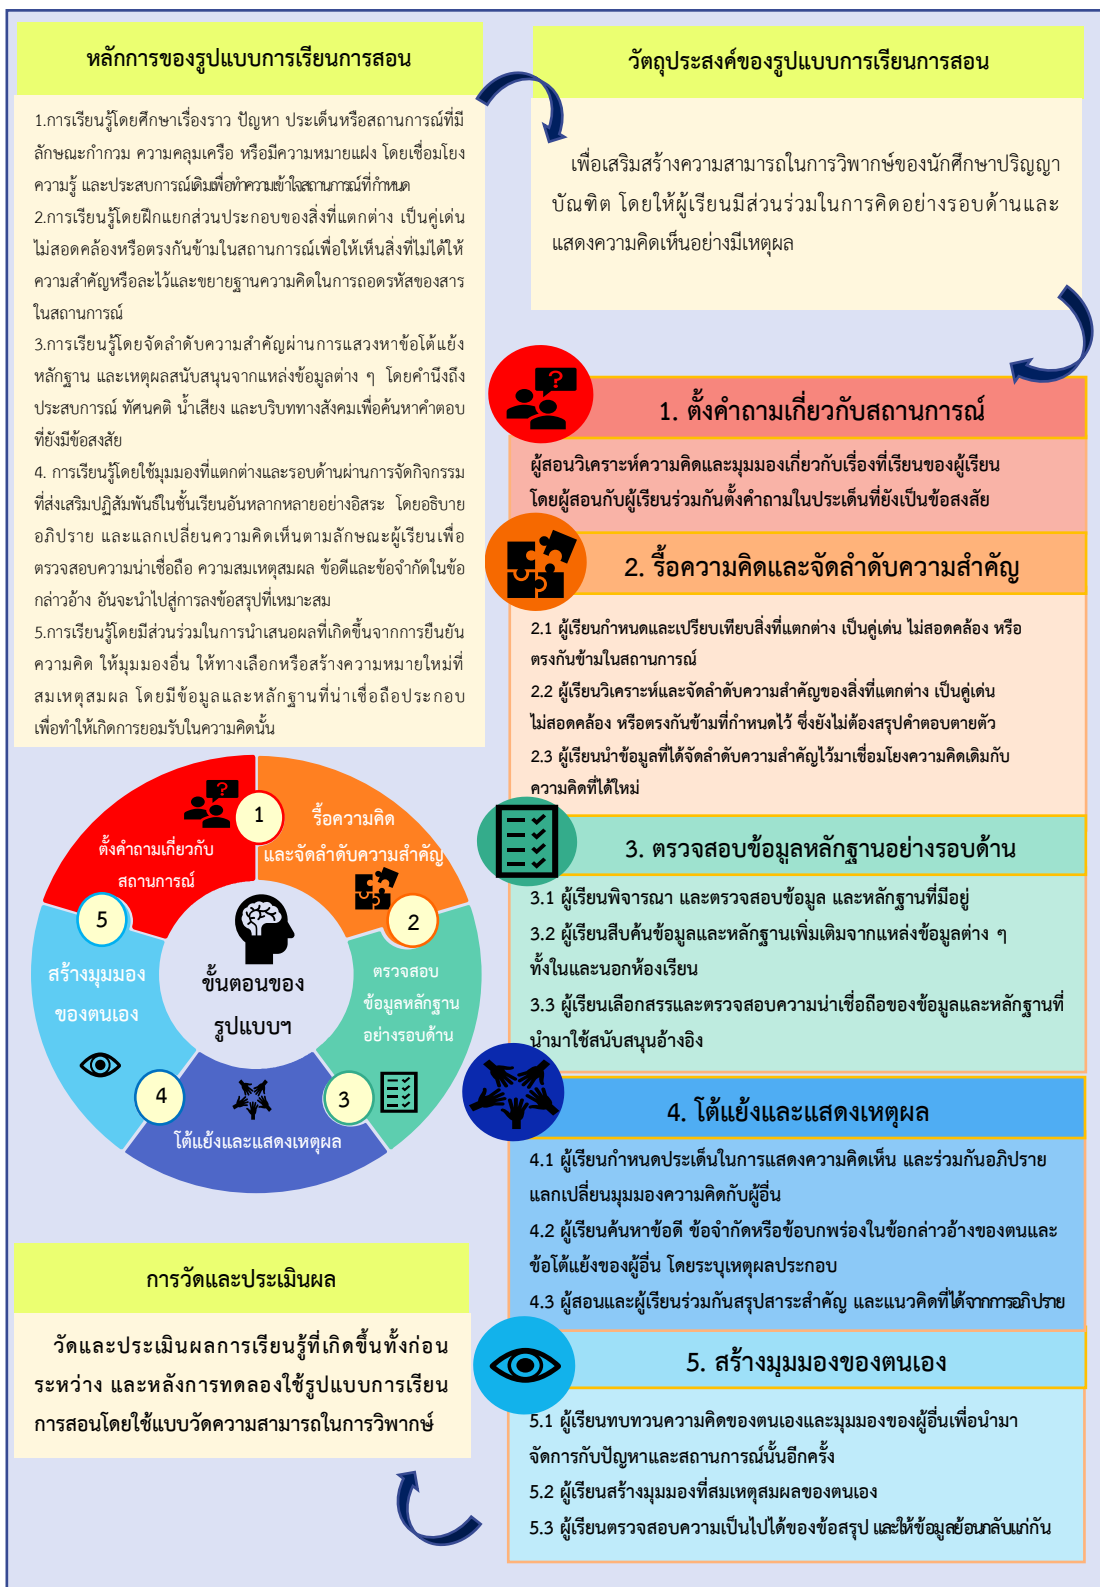 หลักการของรูปแบบการเรียนการสอน
1.การเรียนรู้โดยศึกษาเรื่องราว ปัญหา ประเด็นหรือสถานการณ์ที่มี
ลักษณะกำกวม ความคลุมเครือ หรือมีความหมายแฝง โดยเชื่อมโยง
ความรู้ และประสบการณ์เดิมเพื่อทำความเข้าใจสถานการณ์ที่กำหนด
2.การเรียนรู้โดยฝึกแยกส่วนประกอบของสิ่งที่แตกต่าง เป็นคู่เด่น
ไม่สอดคล้องหรือตรงกันข้ามในสถานการณ์เพื่อให้เห็นสิ่งที่ไม่ได้ให้
ความสำคัญหรือละไว้และขยายฐานความคิดในการถอดรหัสของสาร
ในสถานการณ์
3.การเรียนรู้โดยจัดลำดับความสำคัญผ่านการแสวงหาข้อโต้แย้ง
หลักฐาน และเหตุผลสนับสนุนจากแหล่งข้อมูลต่าง ๆ โดยคำนึงถึง
ประสบการณ์ ทัศนคติ น้ำเสียง และบริบททางสังคมเพื่อค้นหาคำตอบ
ที่ยังมีข้อสงสัย
4. การเรียนรู้โดยใช้มุมมองที่แตกต่างและรอบด้านผ่านการจัดกิจกรรม
ที่ส่งเสริมปฏิสัมพันธ์ในชั้นเรียนอันหลากหลายอย่างอิสระ โดยอธิบาย
อภิปราย และแลกเปลี่ยนความคิดเห็นตามลักษณะผู้เรียนเพื่อ
ตรวจสอบความน่าเชื่อถือ ความสมเหตุสมผล ข้อดีและข้อจำกัดในข้อ
กล่าวอ้าง อันจะนำไปสู่การลงข้อสรุปที่เหมาะสม
5.การเรียนรู้โดยมีส่วนร่วมในการนำเสนอผลที่เกิดขึ้นจากการยืนยัน
ความคิด ให้มุมมองอื่น ให้ทางเลือกหรือสร้างความหมายใหม่ที่
สมเหตุสมผล โดยมีข้อมูลและหลักฐานที่น่าเชื่อถือประกอบ
เพื่อทำให้เกิดการยอมรับในความคิดนั้น
วัตถุประสงค์ของรูปแบบการเรียนการสอน
เพื่อเสริมสร้างความสามารถในการวิพากษ์ของนักศึกษาปริญญา
บัณฑิต โดยให้ผู้เรียนมีส่วนร่วมในการคิดอย่างรอบด้านและ
แสดงความคิดเห็นอย่างมีเหตุผล
1. ตั้งคำถามเกี่ยวกับสถานการณ์
ผู้สอนวิเคราะห์ความคิดและมุมมองเกี่ยวกับเรื่องที่เรียนของผู้เรียน
โดยผู้สอนกับผู้เรียนร่วมกันตั้งคำถามในประเด็นที่ยังเป็นข้อสงสัย
2. รื้อความคิดและจัดลำดับความสำคัญ
2.1 ผู้เรียนกำหนดและเปรียบเทียบสิ่งที่แตกต่าง เป็นคู่เด่น ไม่สอดคล้อง หรือ
ตรงกันข้ามในสถานการณ์
2.2 ผู้เรียนวิเคราะห์และจัดลำดับความสำคัญของสิ่งที่แตกต่าง เป็นคู่เด่น
ไม่สอดคล้อง หรือตรงกันข้ามที่กำหนดไว้ ซึ่งยังไม่ต้องสรุปคำตอบตายตัว
2.3 ผู้เรียนนำข้อมูลที่ได้จัดลำดับความสำคัญไว้มาเชื่อมโยงความคิดเดิมกับ
ความคิดที่ได้ใหม่
3. ตรวจสอบข้อมูลหลักฐานอย่างรอบด้าน
3.1 ผู้เรียนพิจารณา และตรวจสอบข้อมูล และหลักฐานที่มีอยู่
3.2 ผู้เรียนสืบค้นข้อมูลและหลักฐานเพิ่มเติมจากแหล่งข้อมูลต่าง ๆ
ทั้งในและนอกห้องเรียน
3.3 ผู้เรียนเลือกสรรและตรวจสอบความน่าเชื่อถือของข้อมูลและหลักฐานที่
นำมาใช้สนับสนุนอ้างอิง
4. โต้แย้งและแสดงเหตุผล
4.1 ผู้เรียนกำหนดประเด็นในการแสดงความคิดเห็น และร่วมกันอภิปราย
แลกเปลี่ยนมุมมองความคิดกับผู้อื่น
4.2 ผู้เรียนค้นหาข้อดี ข้อจำกัดหรือข้อบกพร่องในข้อกล่าวอ้างของตนและ
ข้อโต้แย้งของผู้อื่น โดยระบุเหตุผลประกอบ
4.3 ผู้สอนและผู้เรียนร่วมกันสรุปสาระสำคัญ และแนวคิดที่ได้จากการอภิปราย
5. สร้างมุมมองของตนเอง
5.1 ผู้เรียนทบทวนความคิดของตนเองและมุมมองของผู้อื่นเพื่อนำมา
จัดการกับปัญหาและสถานการณ์นั้นอีกครั้ง
5.2 ผู้เรียนสร้างมุมมองที่สมเหตุสมผลของตนเอง
5.3 ผู้เรียนตรวจสอบความเป็นไปได้ของข้อสรุป และให้ข้อมูลย้อนกลับแก่กัน
1
ตั้งคำถามเกี่ยวกับ
สถานการณ์
รื้อความคิด
และจัดลำดับความสำคัญ
2
ตรวจสอบ
ข้อมูลหลักฐาน
อย่างรอบด้าน
3
โต้แย้งและแสดงเหตุผล
4
สร้างมุมมอง
ของตนเอง
5
ขั้นตอนของ
รูปแบบฯ
การวัดและประเมินผล
วัดและประเมินผลการเรียนรู้ที่เกิดขึ้นทั้งก่อน
ระหว่าง และหลังการทดลองใช้รูปแบบการเรียน
การสอนโดยใช้แบบวัดความสามารถในการวิพากษ์